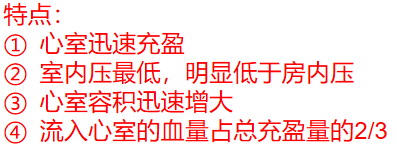 特点：
① 心室迅速充盈
② 室内压最低，明显低于房内压
③ 心室容积迅速增大
④ 流入心室的血量占总充盈量的2/3